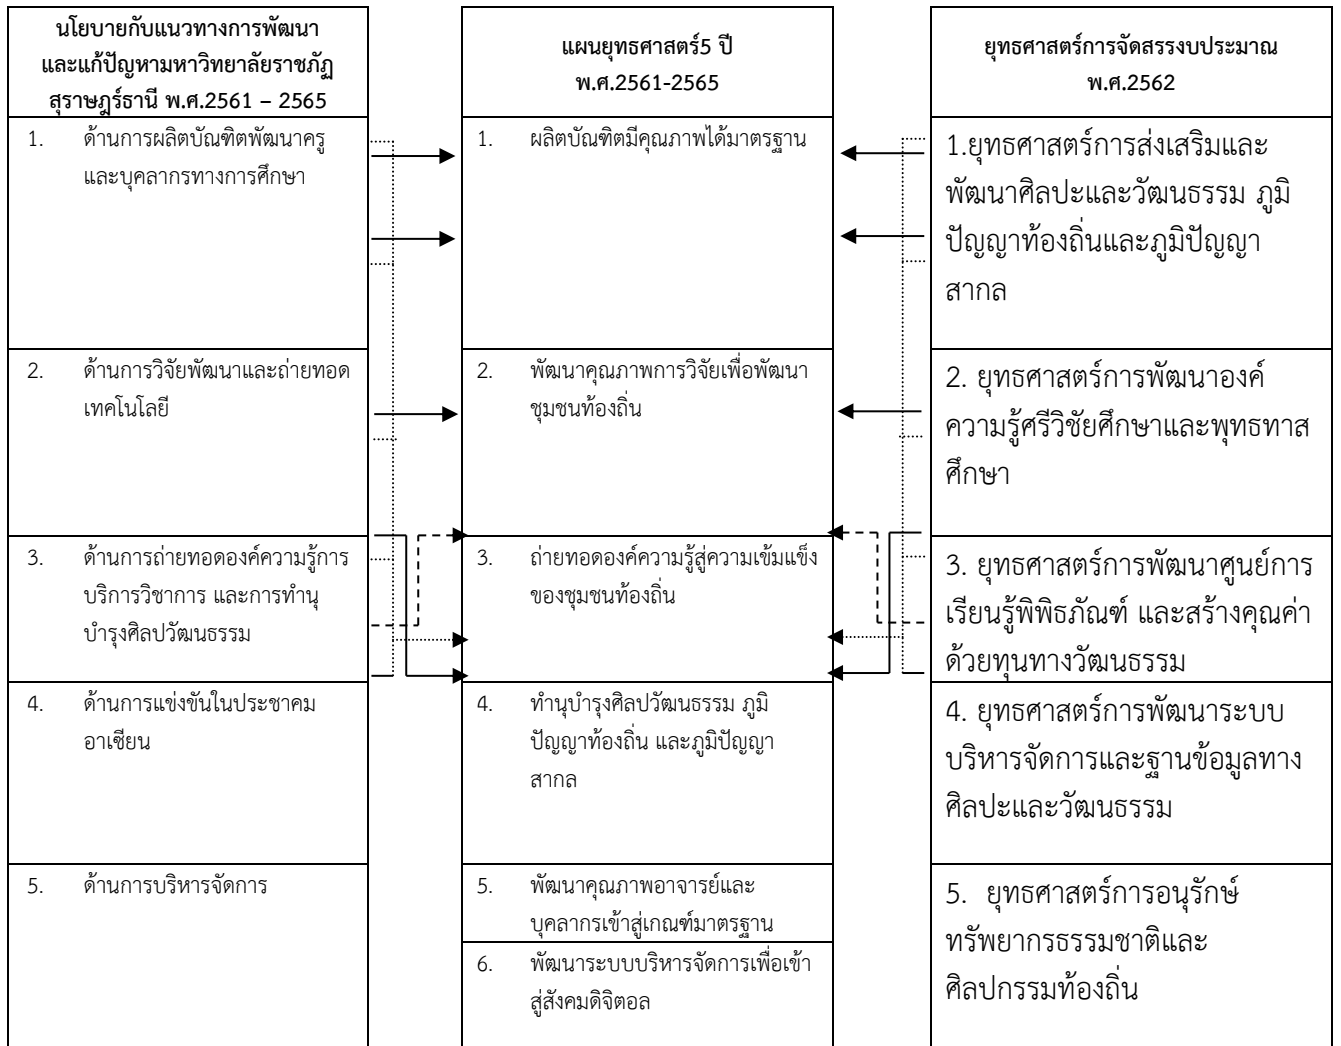 นโยบายกับแนวทางการพัฒนา
และแก้ปัญหามหาวิทยาลัยราชภัฏ
สุราษฎร์ธานี พ.ศ.2561 – 2565
1. ด้านการผลิตบัณฑิตพัฒนาครู
และบุคลากรทางการศึกษา
2. ด้านการวิจัยพัฒนาและถ่ายทอด
เทคโนโลยี
3. ด้านการถ่ายทอดองค์ความรู้การ
บริการวิชาการ และการทำนุ
บำรุงศิลปวัฒนธรรม
4. ด้านการแข่งขันในประชาคม
อาเซียน
5. ด้านการบริหารจัดการ
แผนยุทธศาสตร์5 ปี
พ.ศ.2561-2565
1. ผลิตบัณฑิตมีคุณภาพได้มาตรฐาน
2. พัฒนาคุณภาพการวิจัยเพื่อพัฒนา
ชุมชนท้องถิ่น
3. ถ่ายทอดองค์ความรู้สู่ความเข้มแข็ง
ของชุมชนท้องถิ่น
4. ทำนุบำรุงศิลปวัฒนธรรม ภูมิ
ปัญญาท้องถิ่น และภูมิปัญญา
สากล
5. พัฒนาคุณภาพอาจารย์และ
บุคลากรเข้าสู่เกณฑ์มาตรฐาน
6. พัฒนาระบบบริหารจัดการเพื่อเข้า
สู่สังคมดิจิตอล
ยุทธศาสตร์การจัดสรรงบประมาณ
พ.ศ.2562
1.ยุทธศาสตร์การส่งเสริมและ
พัฒนาศิลปะและวัฒนธรรม ภูมิ
ปัญญาท้องถิ่นและภูมิปัญญา
สากล
2. ยุทธศาสตร์การพัฒนาองค์
ความรู้ศรีวิชัยศึกษาและพุทธทาส
ศึกษา
3. ยุทธศาสตร์การพัฒนาศูนย์การ
เรียนรู้พิพิธภัณฑ์ และสร้างคุณค่า
ด้วยทุนทางวัฒนธรรม
4. ยุทธศาสตร์การพัฒนาระบบ
บริหารจัดการและฐานข้อมูลทาง
ศิลปะและวัฒนธรรม
5. ยุทธศาสตร์การอนุรักษ์
ทรัพยากรธรรมชาติและ
ศิลปกรรมท้องถิ่น